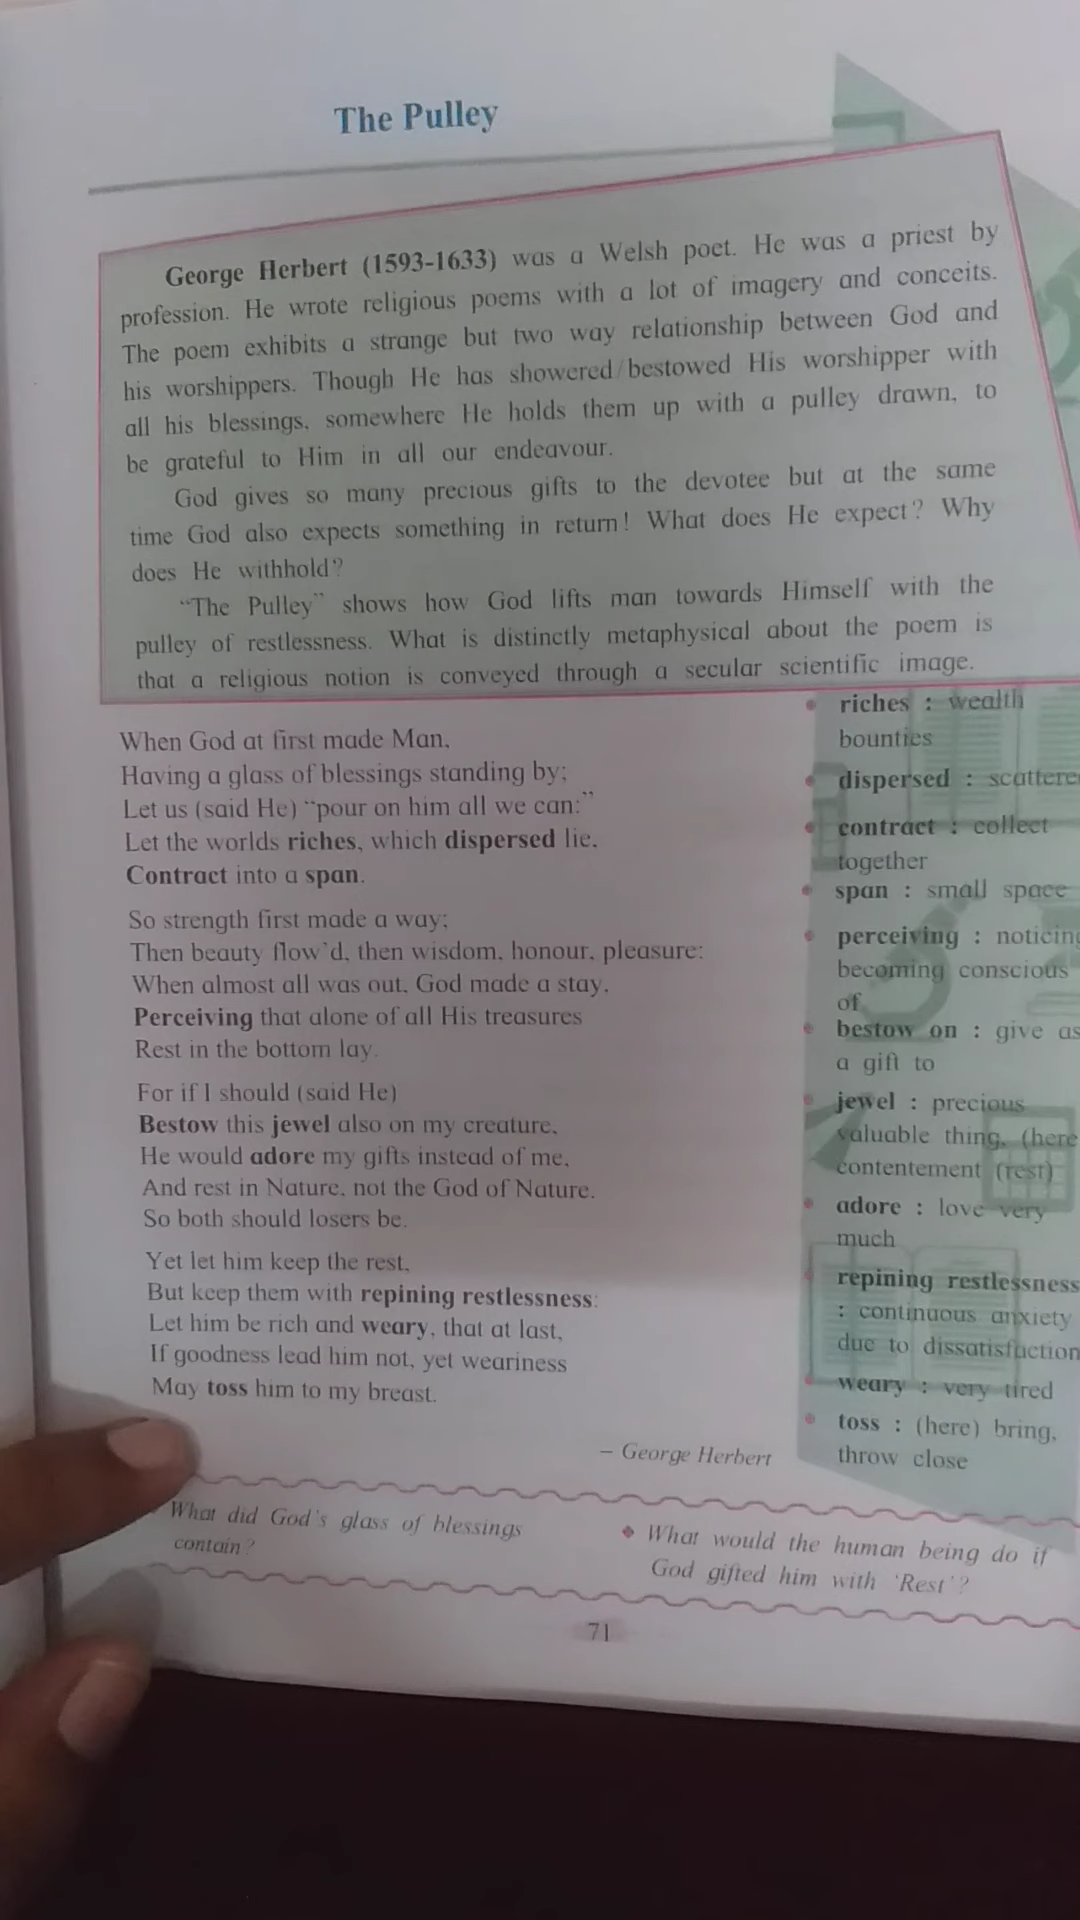 The Pulley
George Herbert (1593-1633) was a Welsh poet. He was a priest by
profession. He wrote religious poems with a lot of imagery and conceits.
The poem exhibits a strange but two way relationship between God and
his worshippers. Though He has showered/bestowed His worshipper with
all his blessings, somewhere He holds them up with a pulley drawn, to
be grateful to Him in all our endeavour.
God gives so many precious gifts to the devotee but at the same
time God also expects something in return! What does He expect? Why
does He withhold?
“The Pulley” shows how God lifts man towards Himself with the
pulley of restlessness. What is distinctly metaphysical about the poem is
that a religious notion is conveyed through a secular scientific image.
When God at first made Man,
Having a glass of blessings standing by;
Let us (said He) “pour on him all we can:”
Let the worlds riches, which dispersed lie,
Contract into a span.
So strength first made a way;
Then beauty flow’d, then wisdom, honour, pleasure:
When almost all was out, God made a stay,
Perceiving that alone of all His treasures
Rest in the bottom lay.
For if I should (said He)
Bestow this jewel also on my creature,
He would adore my gifts instead of me,
And rest in Nature, not the God of Nature.
So both should losers be.
Yet let him keep the rest,
But keep them with repining restlessness:
Let him be rich and weary, that at last,
If goodness lead him not, yet weariness
May toss him to my breast.
– George Herbert
• riches : wealth
bounties
• dispersed : scattere
• contract : collect
together
• span : small space
• perceiving : noticing
becoming conscious
of
• bestow on : give as
a gift to
• jewel : precious
valuable thing, (here
contentement (rest)
• adore : love very
much
• repining restlessness
: continuous anxiety
due to dissatisfaction
• weary : very tired
• toss : (here) bring,
throw close
What did God's glass of blessings
contain?
• What would the human being do if
God gifted him with ‘Rest’?
71